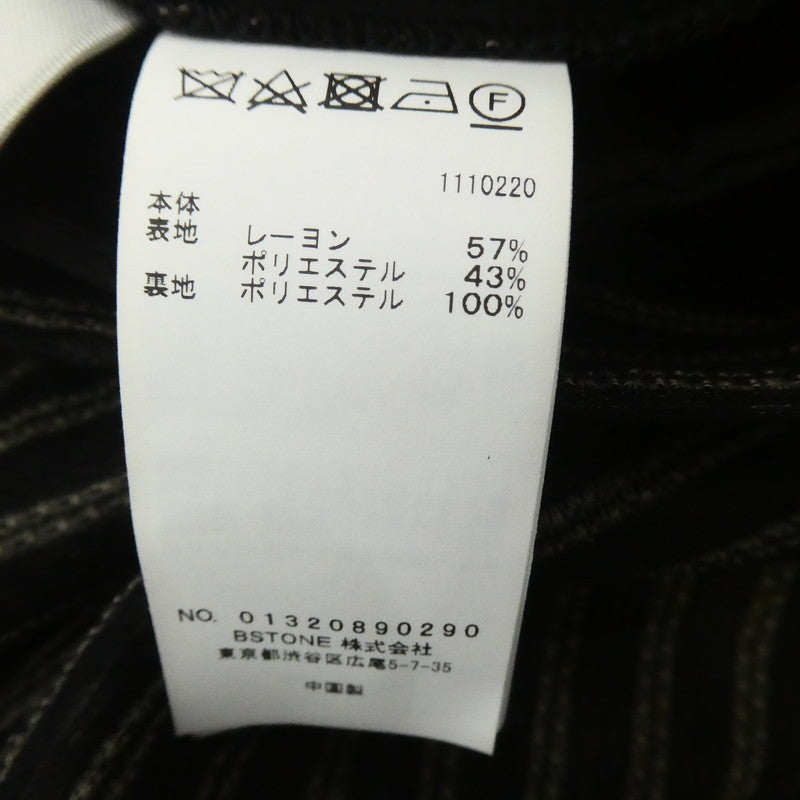 F
1110220
本体
表地 レーヨン 57%
ポリエステル 43%
裏地 ポリエステル 100%
NO. 01320890290
BSTONE 株式会社
東京都渋谷区広尾5-7-35
中国製